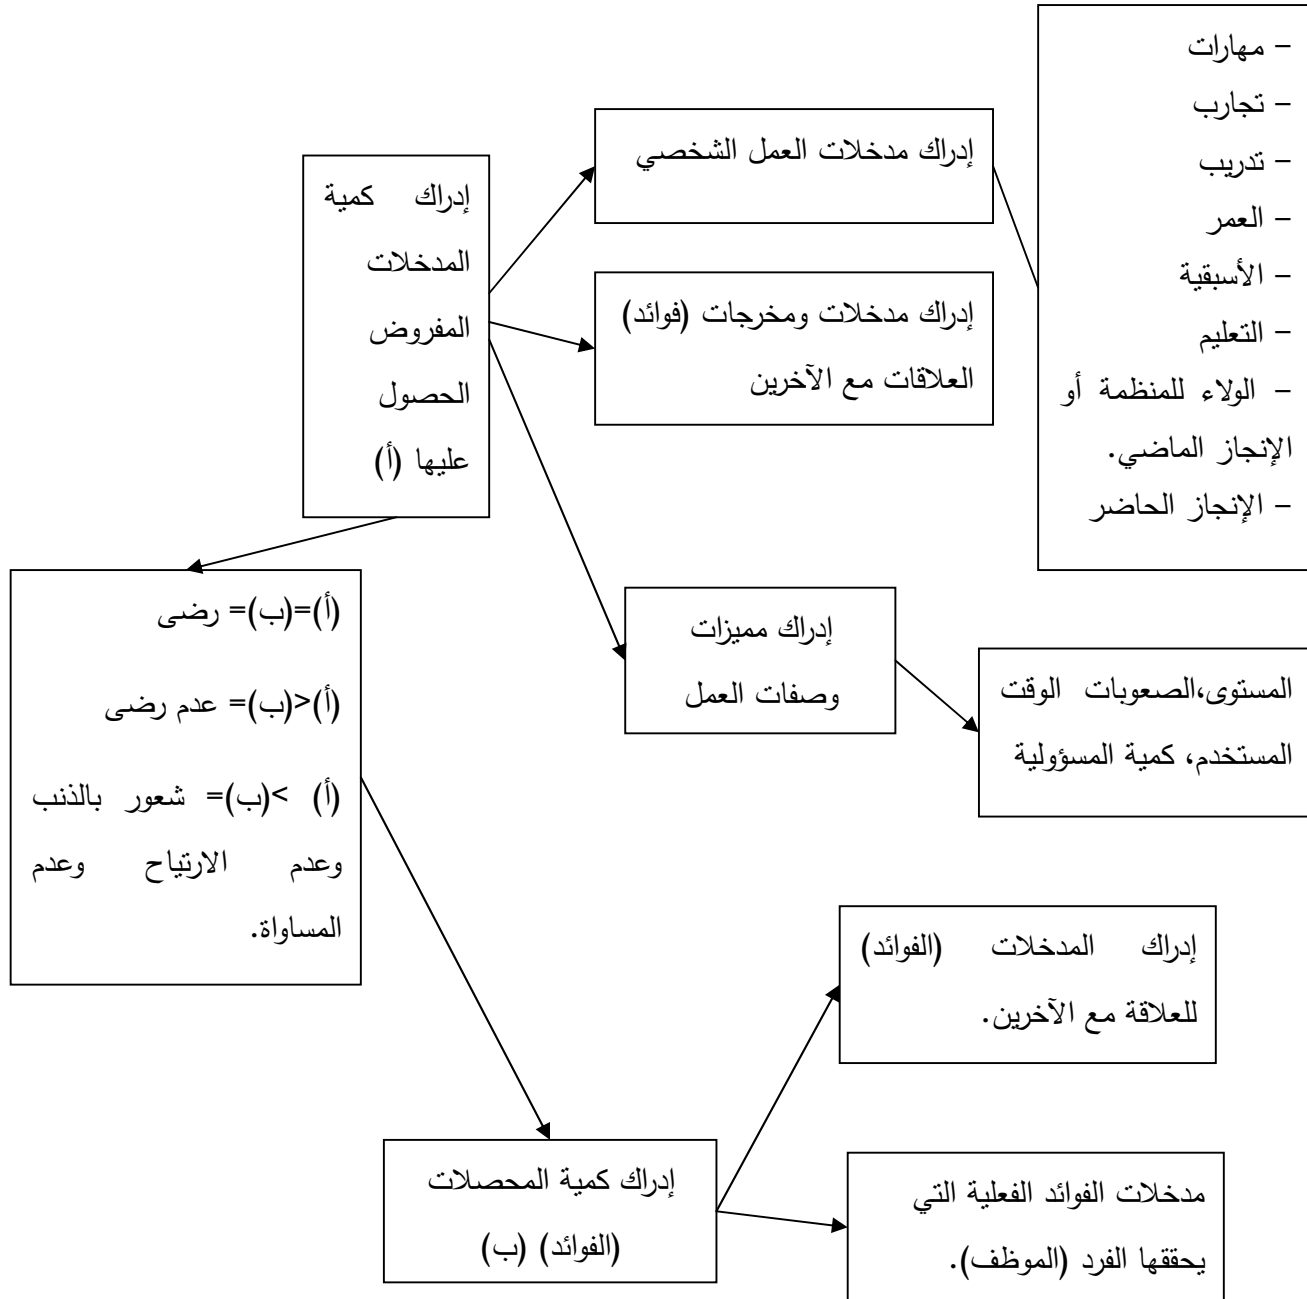 – مهارات
– تجارب
– تدريب
– العمر
– الأسبقية
– التعليم
– الولاء للمنظمة أو
الإنجاز الماضي.
– الإنجاز الحاضر
إدراك مدخلات العمل الشخصي
إدراك مدخلات ومخرجات (فوائد)
العلاقات مع الآخرين
إدراك كمية
المدخلات
المفروض
الحصول
عليها (أ)
(أ)=(ب)= رضى
(أ)<(ب)= عدم رضى
(أ) >(ب)= شعور بالذنب
وعدم الارتياح وعدم
المساواة.
إدراك مميزات
وصفات العمل
المستوى،الصعوبات الوقت
المستخدم، كمية المسؤولية
إدراك المدخلات (الفوائد)
للعلاقة مع الآخرين.
إدراك كمية المحصلات
(الفوائد) (ب)
مدخلات الفوائد الفعلية التي
يحققها الفرد (الموظف).